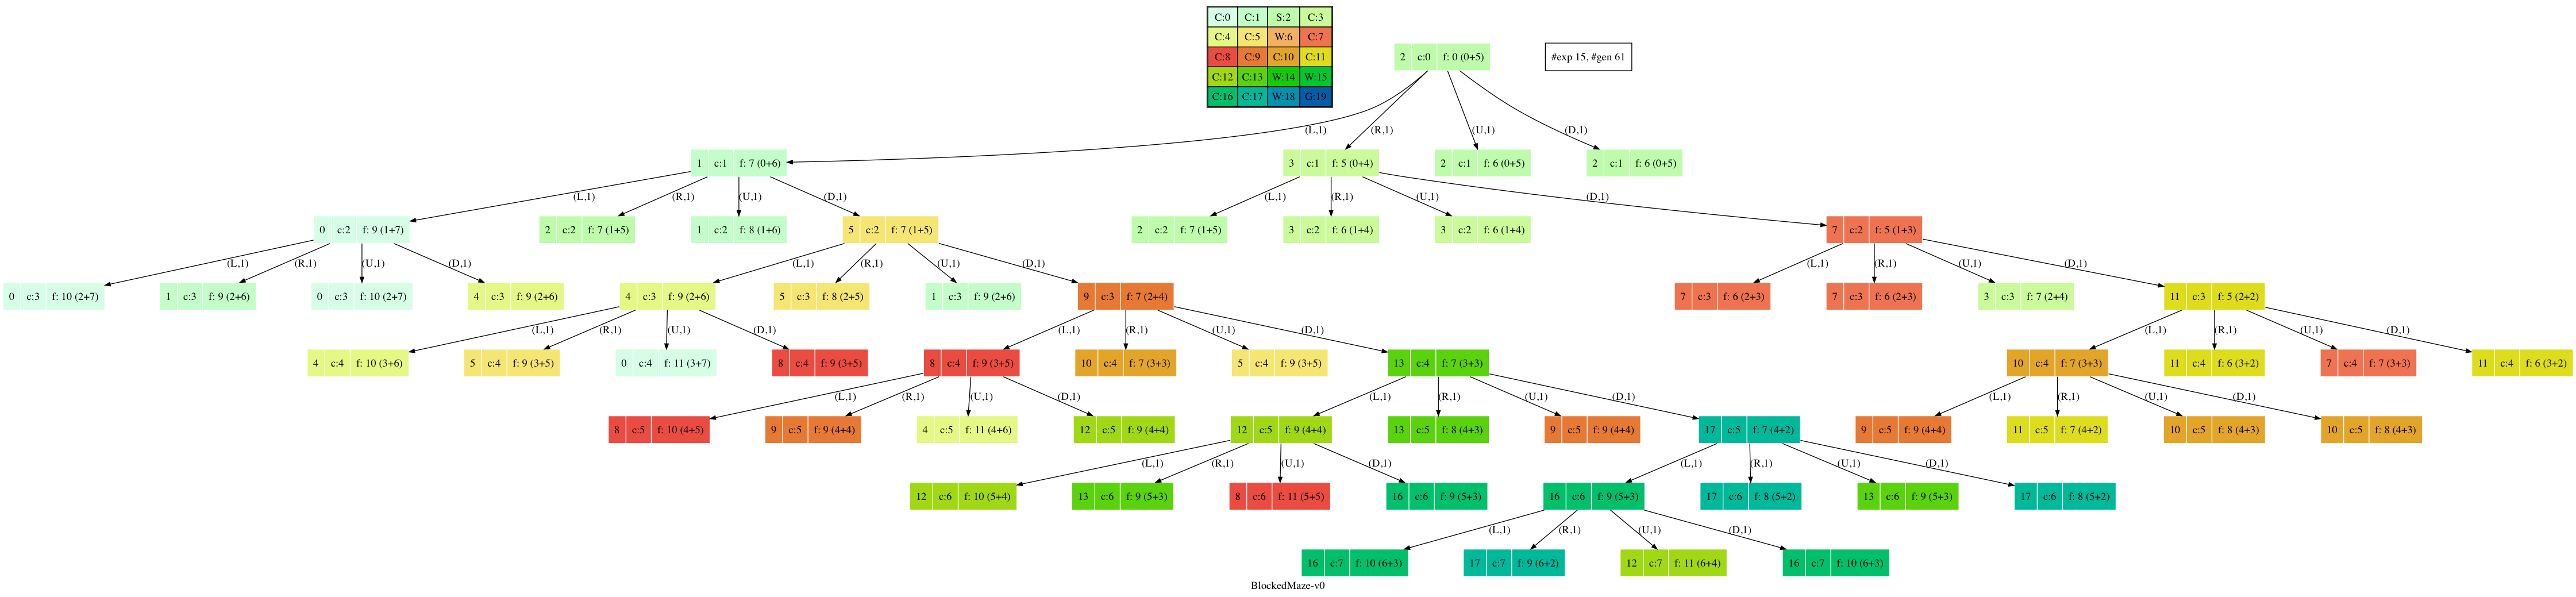 C:0 C:1 S:2 C:3
C:4 C:5 W:6 C:7
C:8 C:9 C:10 C:11
C:12 C:13 W:14 W:15
C:16 C:17 W:18 G:19
2 c:0 f: 0 (0+5)
#exp 15, #gen 61
(L,1) (R,1) (U,1) (D,1)
1 c:1 f: 7 (0+6)
3 c:1 f: 5 (0+4)
2 c:1 f: 6 (0+5)
2 c:1 f: 6 (0+5)
(L,1) (R,1) (U,1) (D,1) (L,1) (R,1) (U,1) (D,1)
0 c:2 f: 9 (1+7)
2 c:2 f: 7 (1+5)
1 c:2 f: 8 (1+6)
5 c:2 f: 7 (1+5)
2 c:2 f: 7 (1+5)
3 c:2 f: 6 (1+4)
3 c:2 f: 6 (1+4)
7 c:2 f: 5 (1+3)
(L,1) (R,1) (U,1) (D,1) (L,1) (R,1) (U,1) (D,1) (L,1) (R,1) (U,1) (D,1)
0 c:3 f: 10 (2+7)
1 c:3 f: 9 (2+6)
0 c:3 f: 10 (2+7)
4 c:3 f: 9 (2+6)
4 c:3 f: 9 (2+6)
5 c:3 f: 8 (2+5)
1 c:3 f: 9 (2+6)
9 c:3 f: 7 (2+4)
7 c:3 f: 6 (2+3)
7 c:3 f: 6 (2+3)
3 c:3 f: 7 (2+4)
11 c:3 f: 5 (2+2)
(L,1) (R,1) (U,1) (D,1) (L,1) (R,1) (U,1) (D,1) (L,1) (R,1) (U,1) (D,1)
4 c:4 f: 10 (3+6)
5 c:4 f: 9 (3+5)
0 c:4 f: 11 (3+7)
8 c:4 f: 9 (3+5)
8 c:4 f: 9 (3+5)
10 c:4 f: 7 (3+3)
5 c:4 f: 9 (3+5)
13 c:4 f: 7 (3+3)
10 c:4 f: 7 (3+3)
11 c:4 f: 6 (3+2)
7 c:4 f: 7 (3+3)
11 c:4 f: 6 (3+2)
(L,1) (R,1) (U,1) (D,1) (L,1) (R,1) (U,1) (D,1) (L,1) (R,1) (U,1) (D,1)
8 c:5 f: 10 (4+5)
9 c:5 f: 9 (4+4)
4 c:5 f: 11 (4+6)
12 c:5 f: 9 (4+4)
12 c:5 f: 9 (4+4)
13 c:5 f: 8 (4+3)
9 c:5 f: 9 (4+4)
17 c:5 f: 7 (4+2)
9 c:5 f: 9 (4+4)
11 c:5 f: 7 (4+2)
10 c:5 f: 8 (4+3)
10 c:5 f: 8 (4+3)
(L,1) (R,1) (U,1) (D,1) (L,1) (R,1) (U,1) (D,1)
12 c:6 f: 10 (5+4)
13 c:6 f: 9 (5+3)
8 c:6 f: 11 (5+5)
16 c:6 f: 9 (5+3)
16 c:6 f: 9 (5+3)
17 c:6 f: 8 (5+2)
13 c:6 f: 9 (5+3)
17 c:6 f: 8 (5+2)
(L,1) (R,1) (U,1) (D,1)
16 c:7 f: 10 (6+3)
17 c:7 f: 9 (6+2)
12 c:7 f: 11 (6+4)
16 c:7 f: 10 (6+3)
BlockedMaze-v0